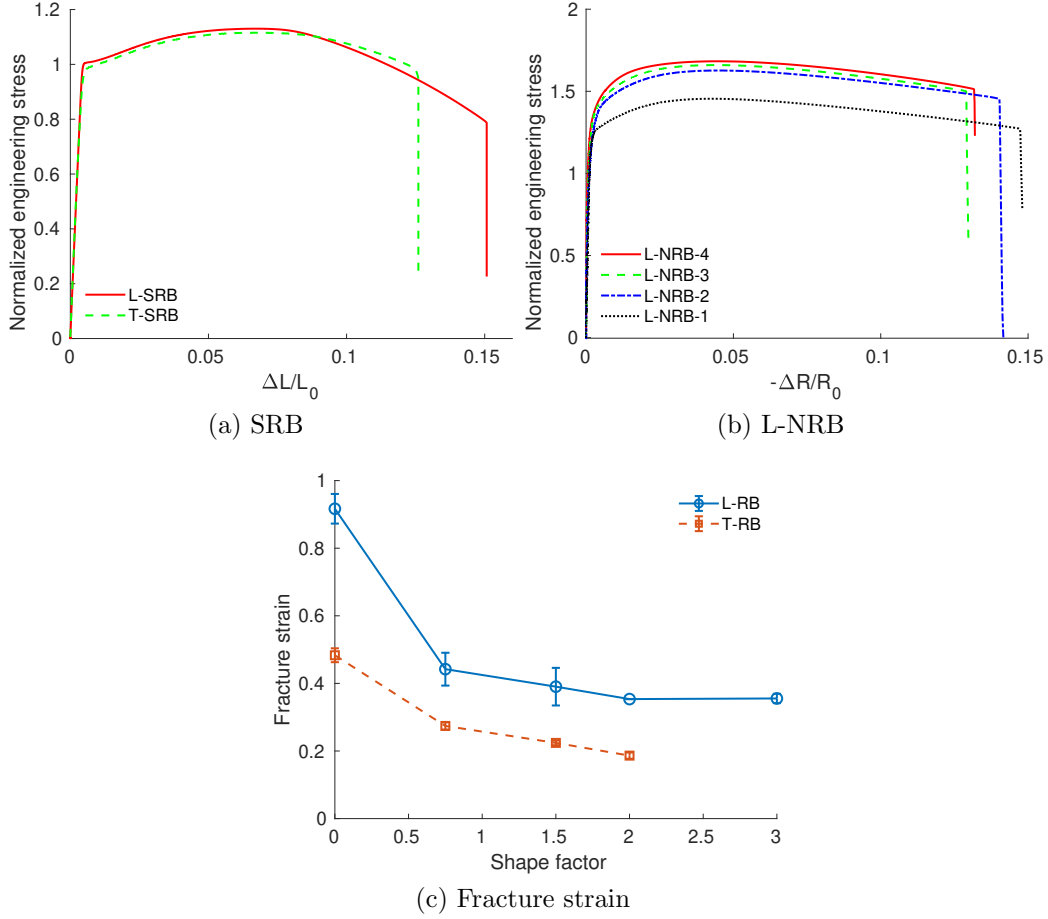 1.2
1
0.8
0.6
0.4
0.2
0
Normalized engineering stress
L-SRB
T-SRB
0 0.05 0.1 0.15
ΔL/L₀
(a) SRB
2
1.5
1
0.5
0
Normalized engineering stress
L-NRB-4
L-NRB-3
L-NRB-2
L-NRB-1
0 0.05 0.1 0.15
-ΔR/R₀
(b) L-NRB
1
0.8
0.6
0.4
0.2
0
Fracture strain
L-RB
T-RB
0 0.5 1 1.5 2 2.5 3
Shape factor
(c) Fracture strain